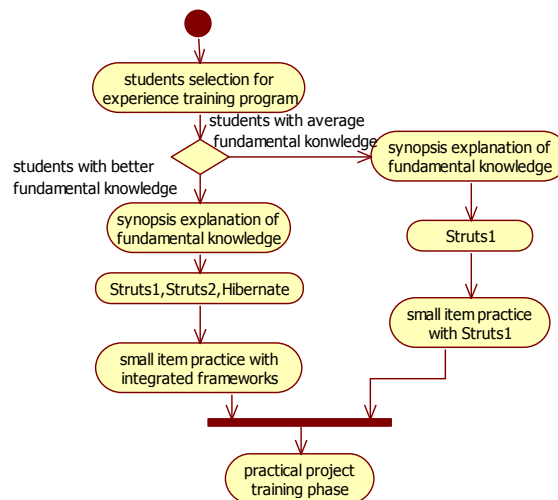 students selection for
experience training program
students with average
fundamental konwledge
students with better
fundamental knowledge
synopsis explanation of
fundamental knowledge
synopsis explanation of
fundamental knowledge
Struts1
Struts1,Struts2,Hibernate
small item practice
with Struts1
small item practice with
integrated frameworks
practical project
training phase